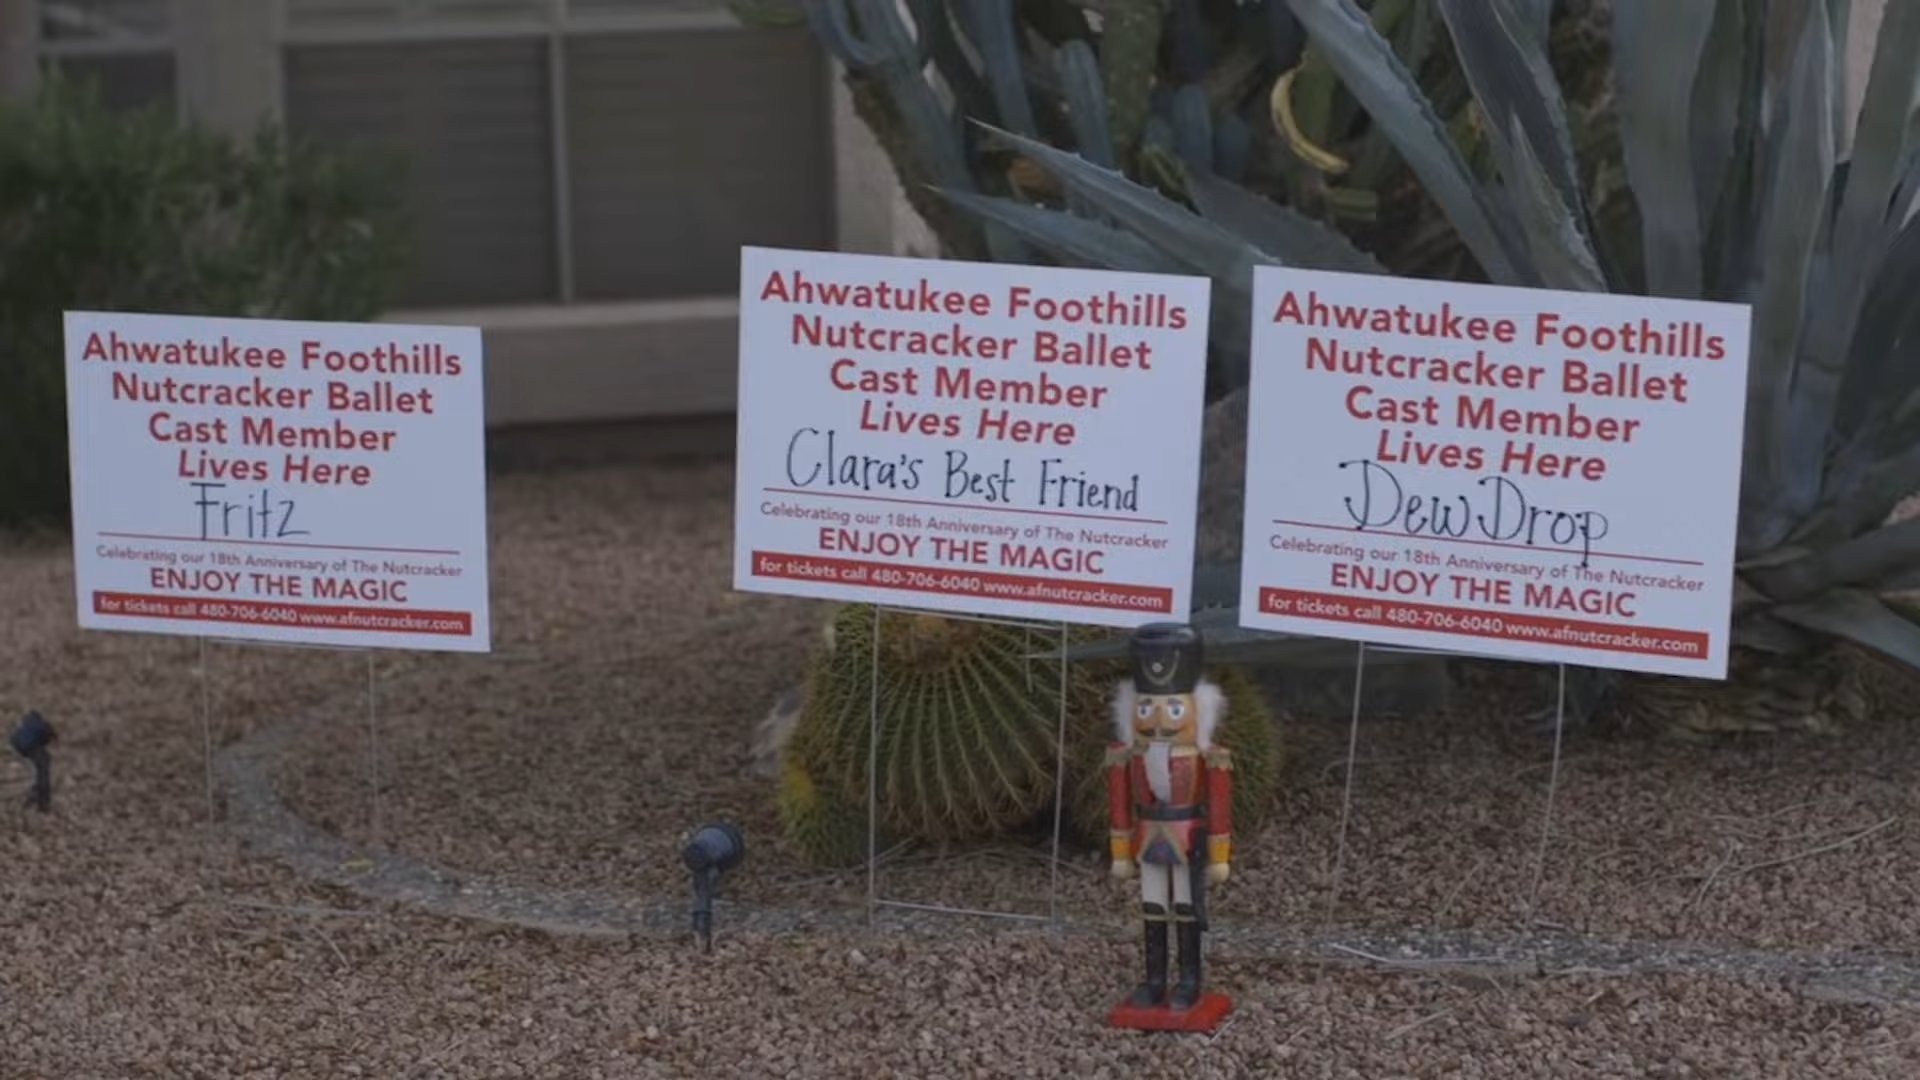 Ahwatukee Foothills
Nutcracker Ballet
Cast Member
Lives Here
Fritz
Celebrating our 18th Anniversary of The Nutcracker
ENJOY THE MAGIC
for tickets call 480-706-6040 www.afnutcracker.com
Ahwatukee Foothills
Nutcracker Ballet
Cast Member
Lives Here
Clara's Best Friend
Celebrating our 18th Anniversary of The Nutcracker
ENJOY THE MAGIC
for tickets call 480-706-6040 www.afnutcracker.com
Ahwatukee Foothills
Nutcracker Ballet
Cast Member
Lives Here
DewDrop
Celebrating our 18th Anniversary of The Nutcracker
ENJOY THE MAGIC
for tickets call 480-706-6040 www.afnutcracker.com